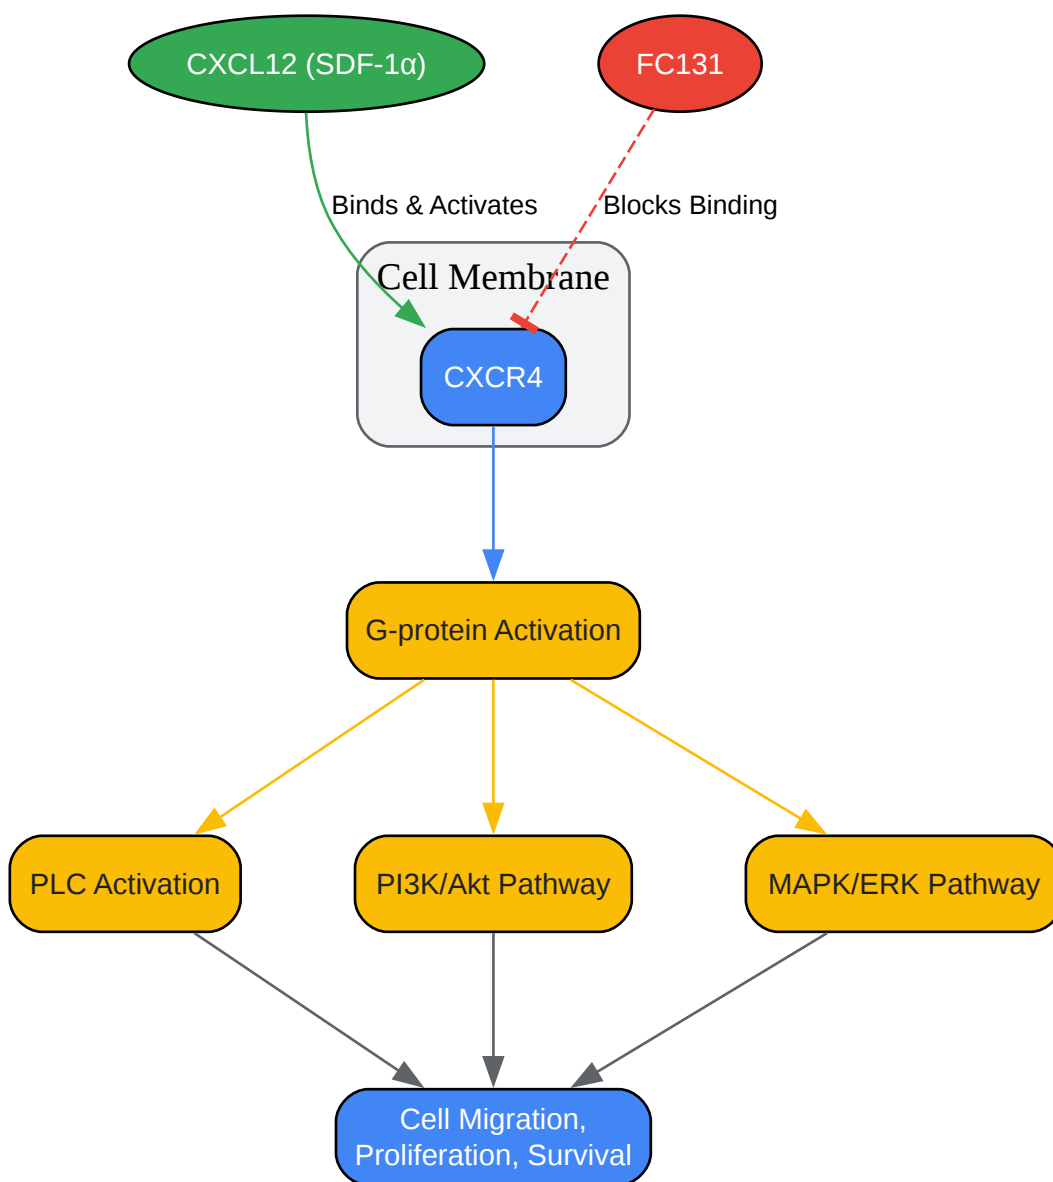 CXCL12 (SDF-1α)
FC131
Binds & Activates
Blocks Binding
Cell Membrane
CXCR4
G-protein Activation
PLC Activation
PI3K/Akt Pathway
MAPK/ERK Pathway
Cell Migration,
Proliferation, Survival